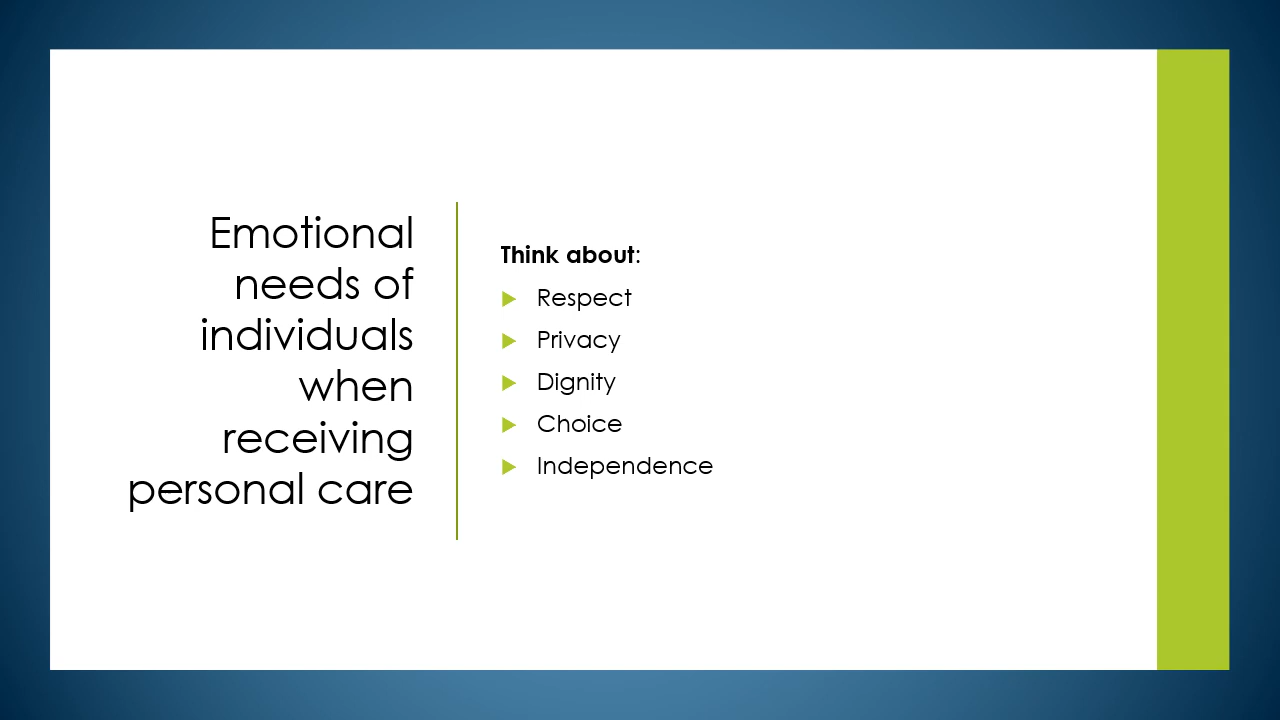 Emotional
needs of
individuals
when
receiving
personal care
Think about:
Respect
Privacy
Dignity
Choice
Independence